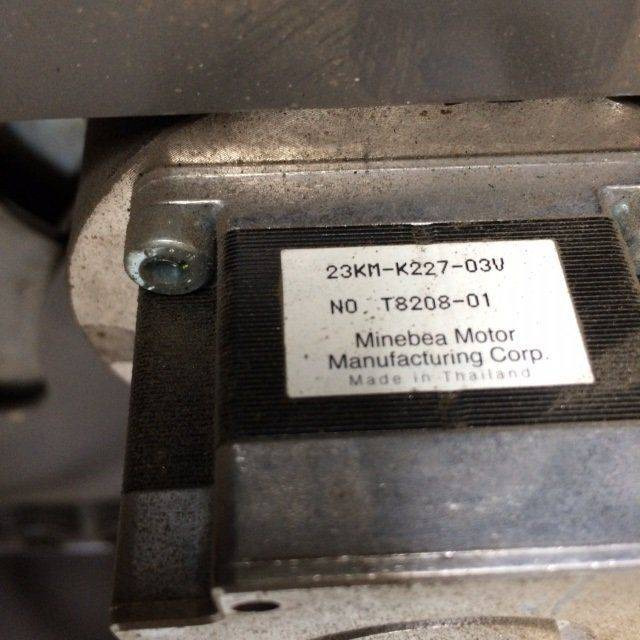 23KM-K227-03V
NO. T8208-01
Minebea Motor
Manufacturing Corp.
Made in Thailand